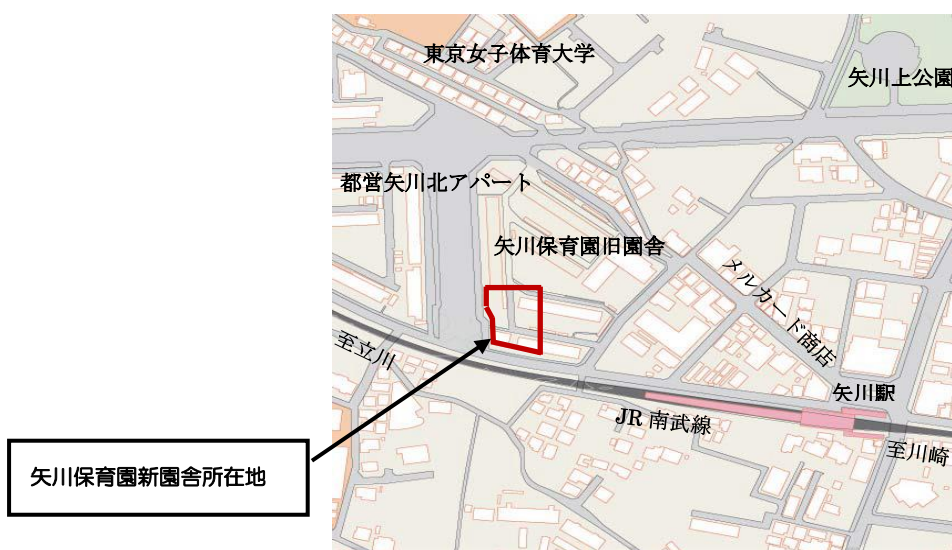 東京女子体育大学
矢川上公園
都営矢川北アパート
矢川保育園旧園舎
メルカード商店
至立川
矢川駅
JR 南武線
至川崎
矢川保育園新園舎所在地